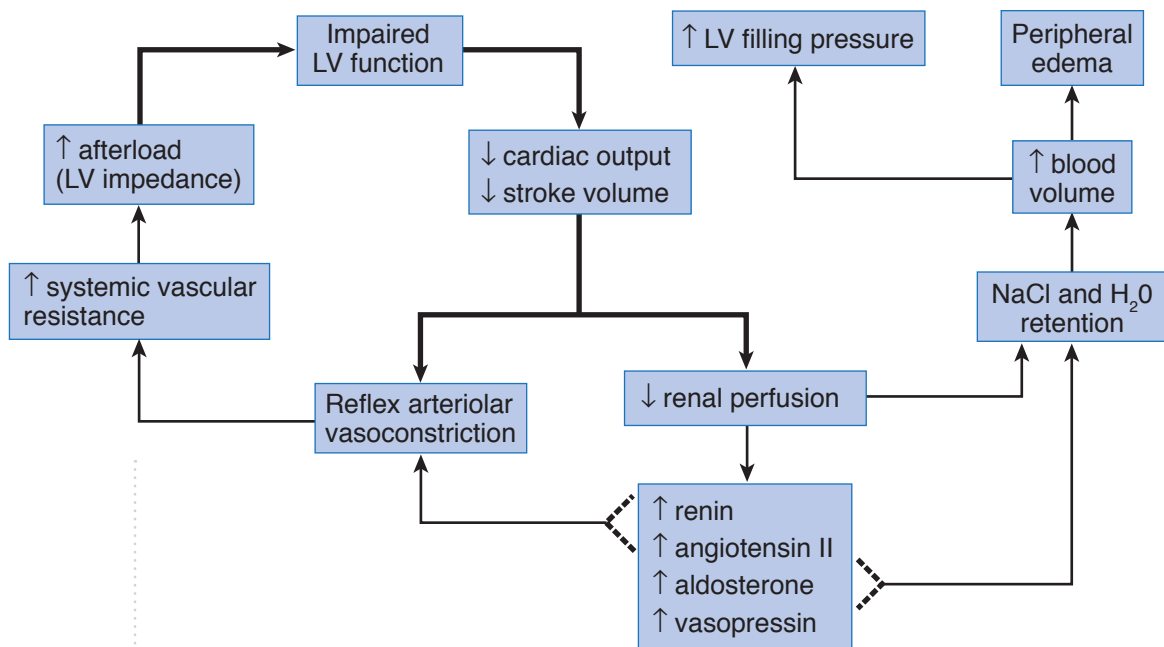 Impaired
LV function
↑ LV filling pressure
Peripheral
edema
↑ afterload
(LV impedance)
↓ cardiac output
↓ stroke volume
↑ blood
volume
↑ systemic vascular
resistance
NaCl and H₂0
retention
Reflex arteriolar
vasoconstriction
↓ renal perfusion
↑ renin
↑ angiotensin II
↑ aldosterone
↑ vasopressin